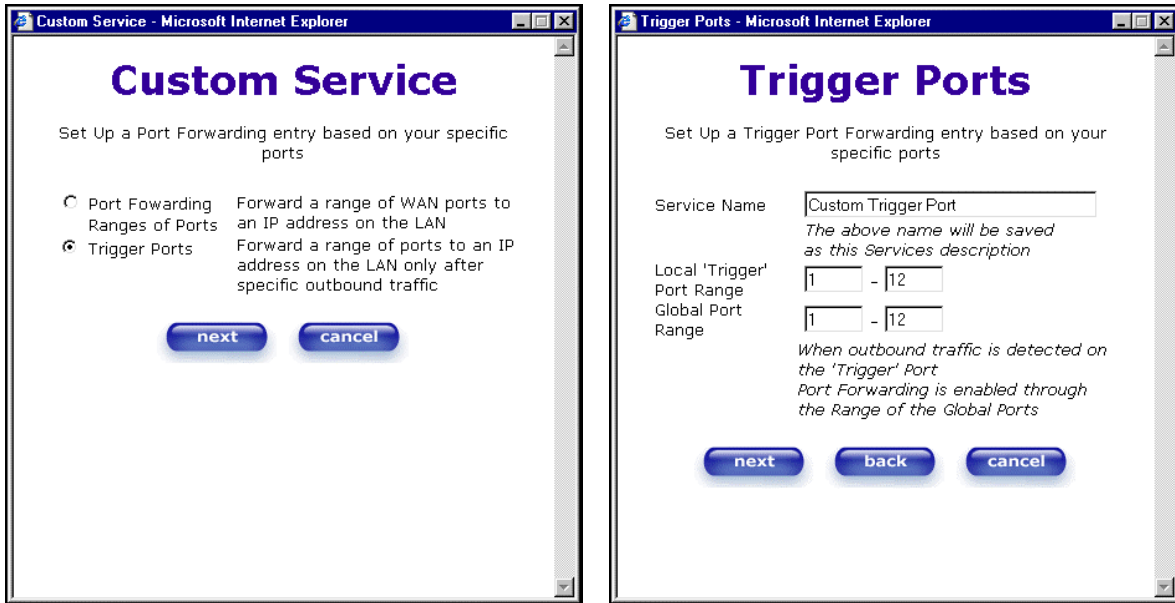 Custom Service - Microsoft Internet Explorer
Custom Service
Set Up a Port Forwarding entry based on your specific
ports
Port Fowarding
Ranges of Ports
Forward a range of WAN ports to
an IP address on the LAN
Trigger Ports
Forward a range of ports to an IP
address on the LAN only after
specific outbound traffic
next
cancel
Trigger Ports - Microsoft Internet Explorer
Trigger Ports
Set Up a Trigger Port Forwarding entry based on your
specific ports
Service Name
Custom Trigger Port
The above name will be saved
as this Services description
Local 'Trigger'
Port Range
1 - 12
Global Port
Range
1 - 12
When outbound traffic is detected on
the 'Trigger' Port
Port Forwarding is enabled through
the Range of the Global Ports
next
back
cancel